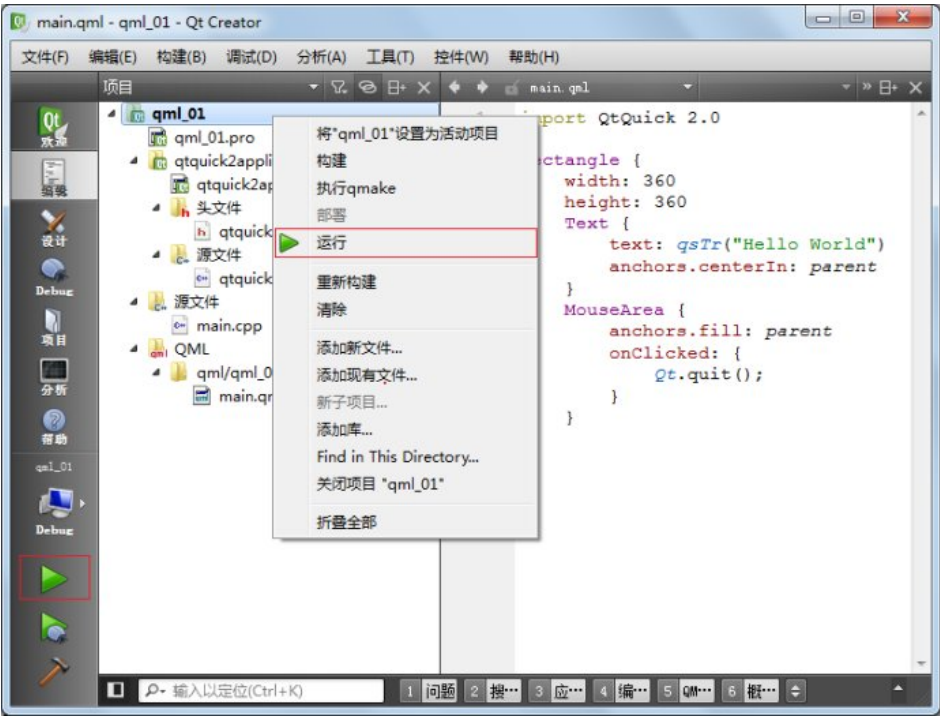 main.qml - qml_01 - Qt Creator
文件(F) 编辑(E) 构建(B) 调试(D) 分析(A) 工具(T) 控件(W) 帮助(H)
项目
main.qml
欢迎
编辑
设计
Debug
项目
分析
帮助
qml_01
Debug
qml_01
qml_01.pro
qtquick2appli
qtquick2ap
头文件
qtquick
源文件
qtquick
源文件
main.cpp
QML
qml/qml_0
main.qr
将"qml_01"设置为活动项目
构建
执行qmake
部署
运行
重新构建
清除
添加新文件...
添加现有文件...
新子项目...
添加库...
Find in This Directory...
关闭项目 "qml_01"
折叠全部
import QtQuick 2.0
ctangle {
width: 360
height: 360
Text {
text: qsTr("Hello World")
anchors.centerIn: parent
}
MouseArea {
anchors.fill: parent
onClicked: {
Qt.quit();
}
}
输入以定位(Ctrl+K)
1 问题 2 搜… 3 应… 4 编… 5 QM… 6 概…